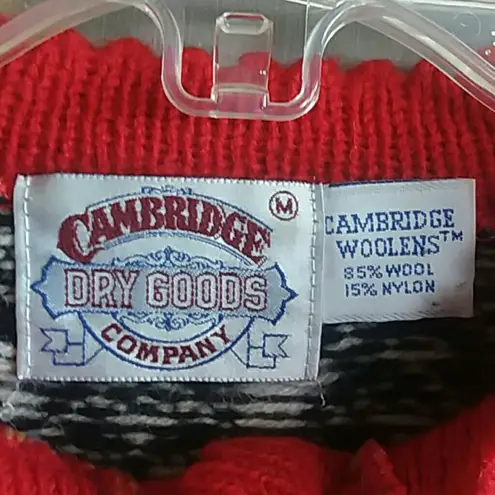 M
CAMBRIDGE
DRY GOODS
COMPANY
CAMBRIDGE
WOOLENS™
85% WOOL
15% NYLON